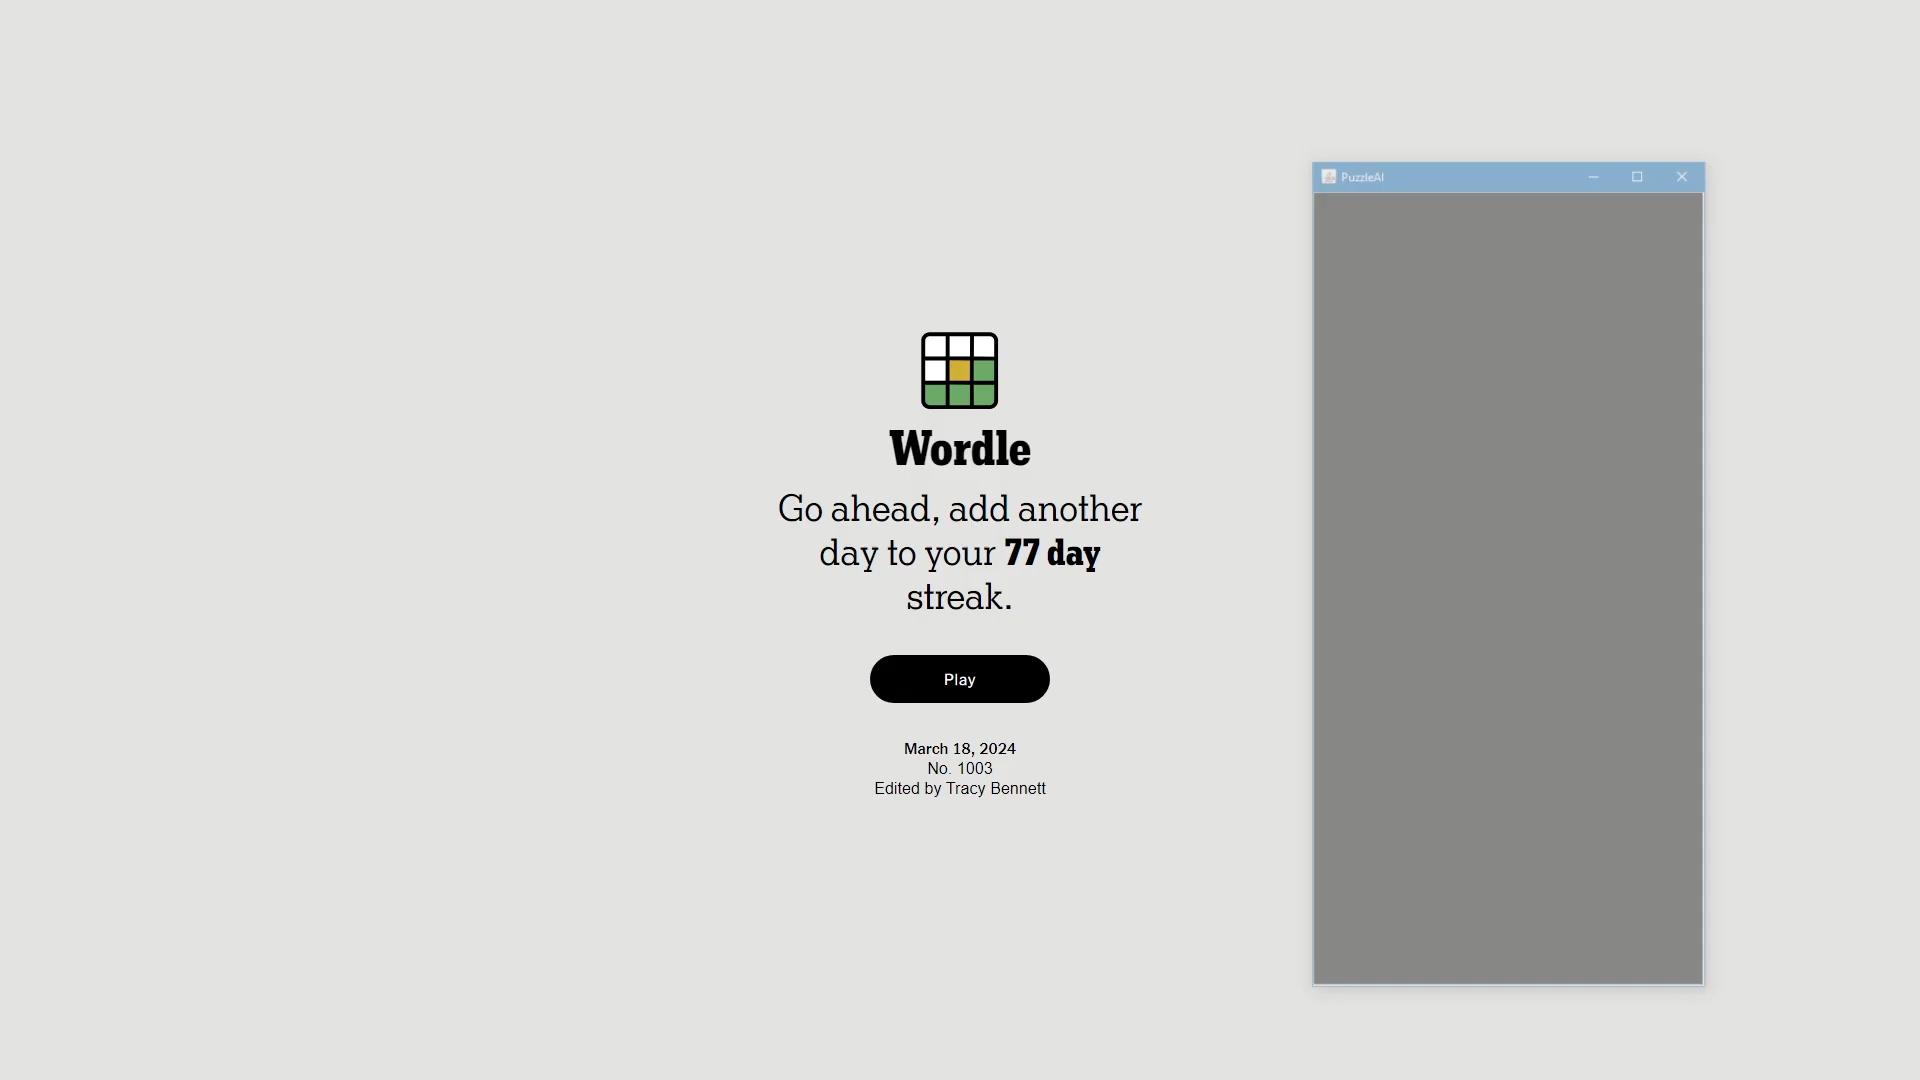 PuzzleAI
Wordle
Go ahead, add another
day to your 77 day
streak.
Play
March 18, 2024
No. 1003
Edited by Tracy Bennett